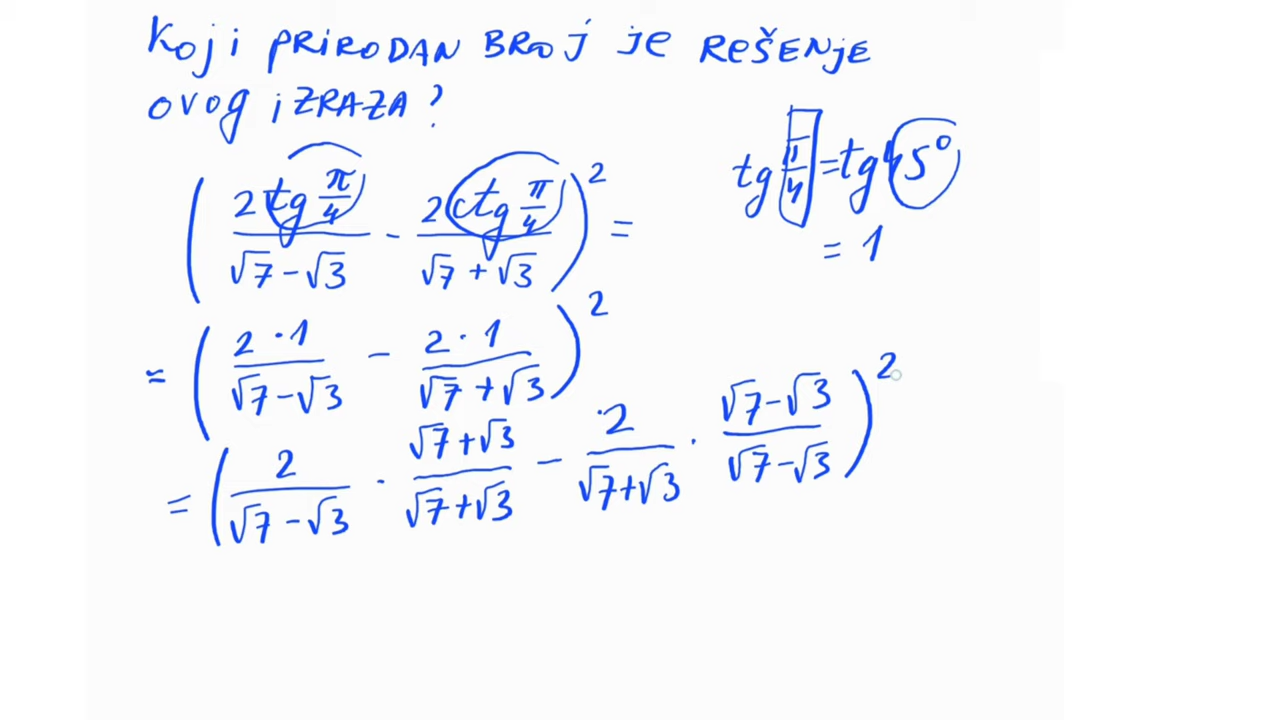 Koji PRIRODAN BROJ je REŠENJE
OVOG IZRAZA?
tg π/4 = tg 45°
= 1
( 2tg π/4 / (√7 - √3) - 2ctg π/4 / (√7 + √3) )² =
≈ ( 2 · 1 / (√7 - √3) - 2 · 1 / (√7 + √3) )²
= ( 2 / (√7 - √3) · (√7 + √3) / (√7 + √3) - 2 / (√7 + √3) · (√7 - √3) / (√7 - √3) )²